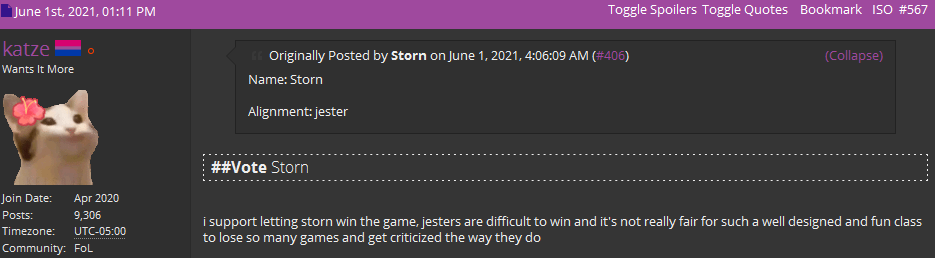 June 1st, 2021, 01:11 PM
Toggle Spoilers Toggle Quotes Bookmark ISO #567
katze
Wants It More
Join Date: Apr 2020
Posts: 9,306
Timezone: UTC-05:00
Community: FoL
Originally Posted by Storn on June 1, 2021, 4:06:09 AM (#406)
(Collapse)
Name: Storn
Alignment: jester
##Vote Storn
i support letting storn win the game, jesters are difficult to win and it's not really fair for such a well designed and fun class
to lose so many games and get criticized the way they do